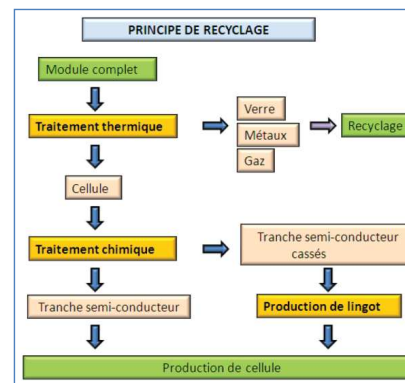 PRINCIPE DE RECYCLAGE
Module complet
Traitement thermique
Verre
Métaux
Gaz
Recyclage
Cellule
Traitement chimique
Tranche semi-conducteur
cassés
Tranche semi-conducteur
Production de lingot
Production de cellule